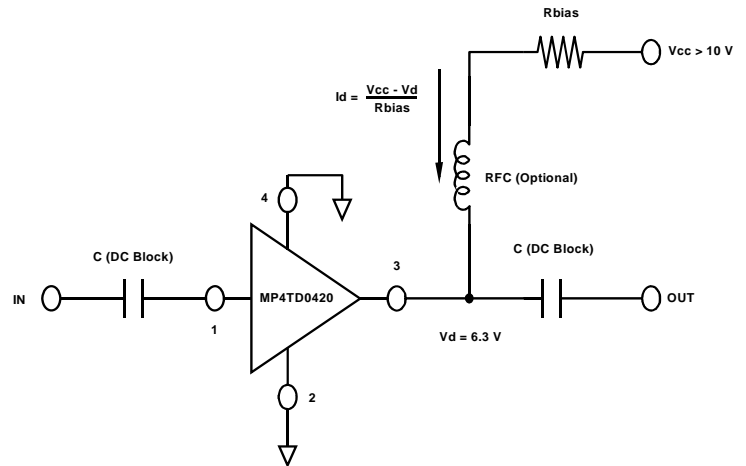 Rbias
Vcc > 10 V
Id = Vcc - Vd
Rbias
RFC (Optional)
4
C (DC Block)
3
C (DC Block)
IN
MP4TD0420
OUT
1
Vd = 6.3 V
2